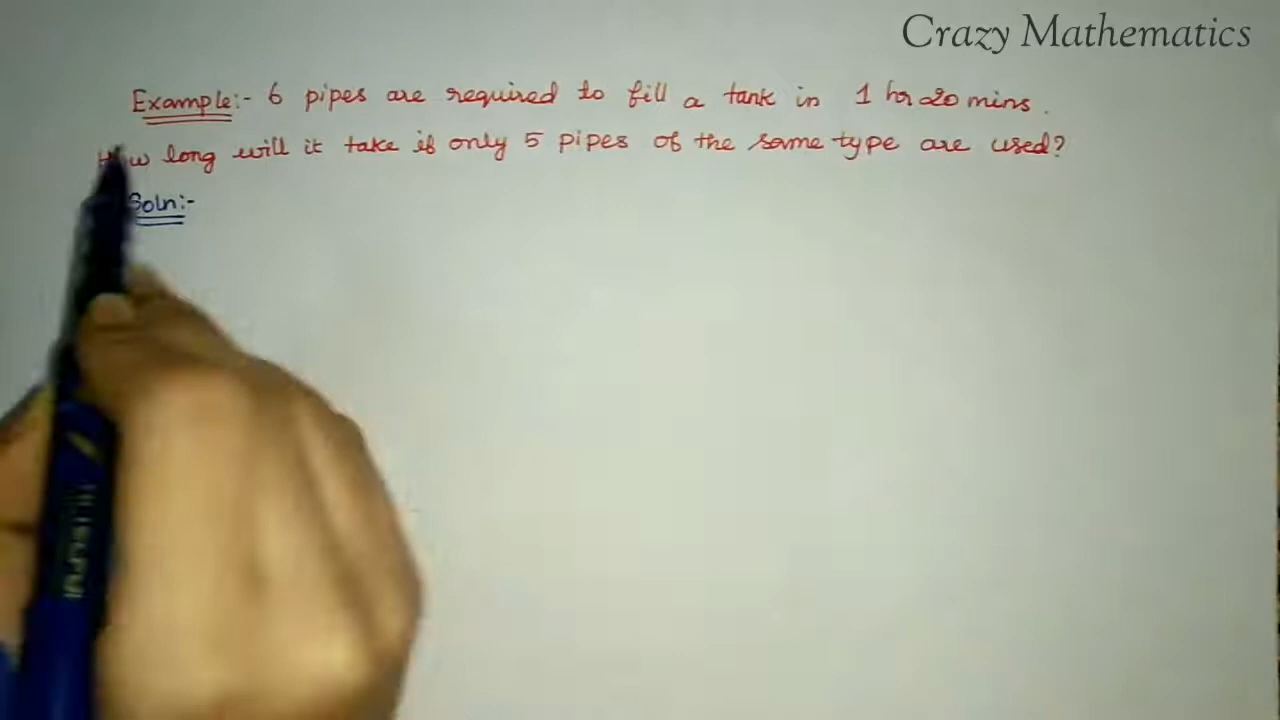 Crazy Mathematics
Example:- 6 pipes are required to fill a tank in 1 hr 20 mins.
How long will it take if only 5 pipes of the same type are used?
Soln:-